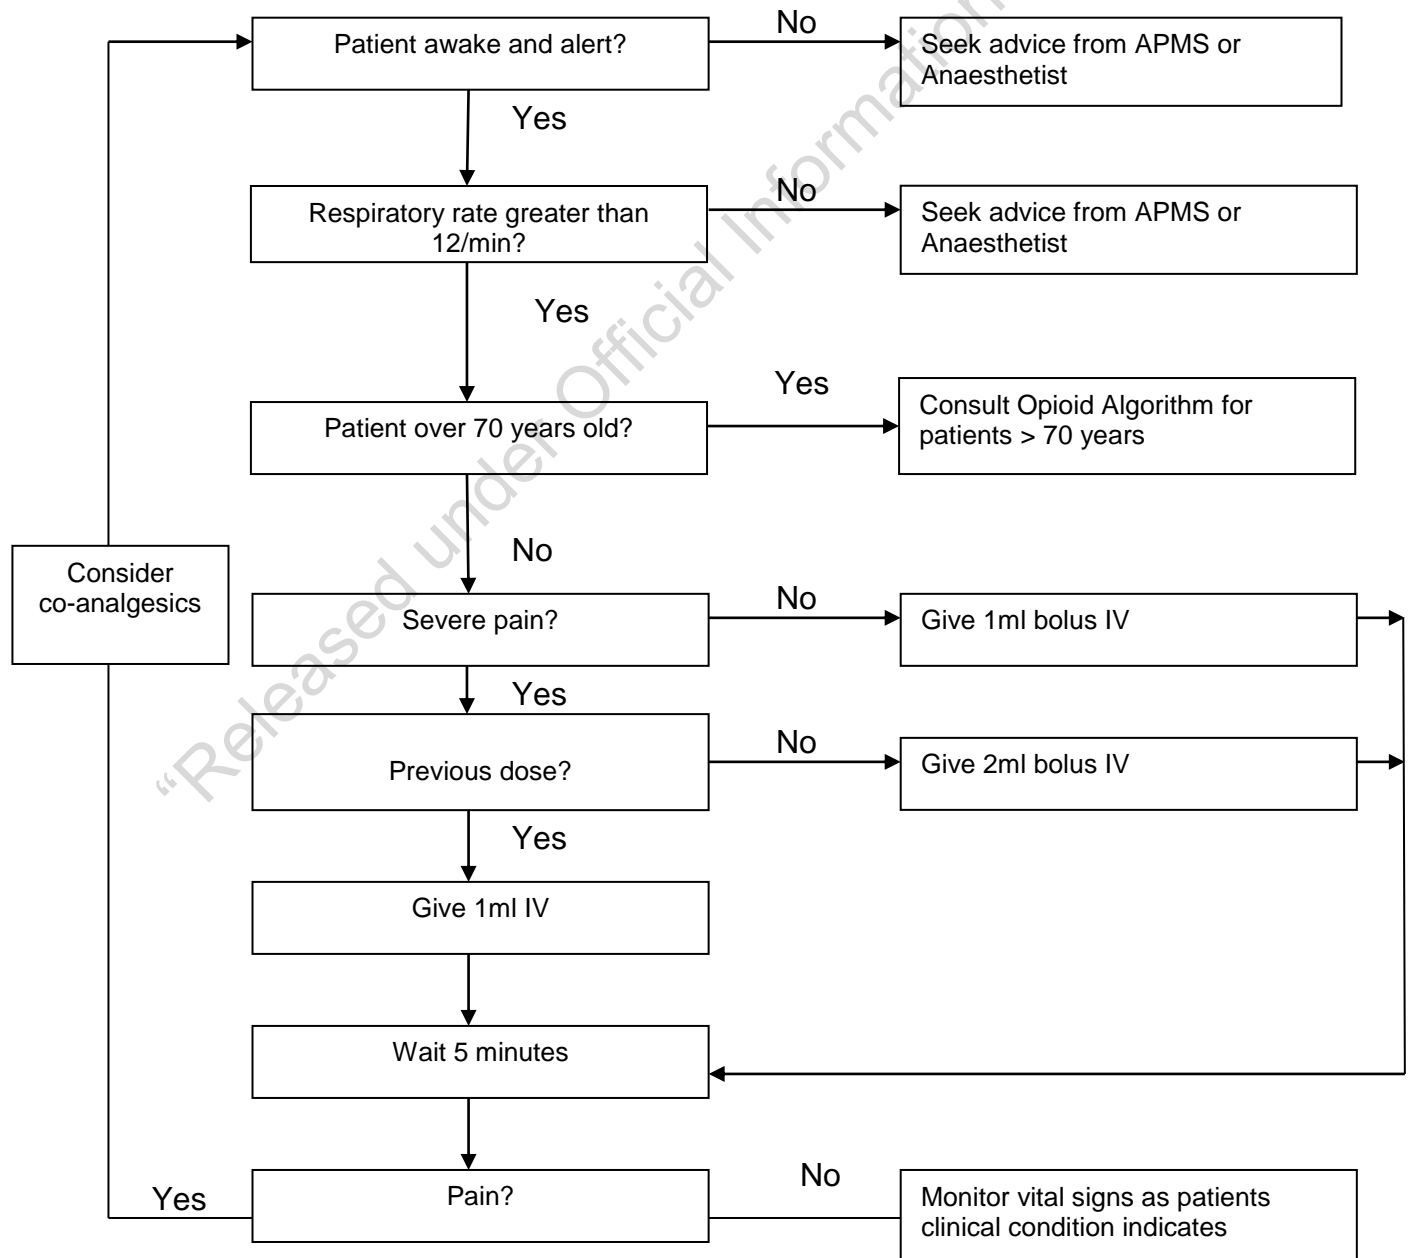 Patient awake and alert?
No
Seek advice from APMS or
Anaesthetist
Yes
Respiratory rate greater than
12/min?
No
Seek advice from APMS or
Anaesthetist
Yes
Patient over 70 years old?
Yes
Consult Opioid Algorithm for
patients > 70 years
No
Consider
co-analgesics
Severe pain?
No
Give 1ml bolus IV
Yes
Previous dose?
No
Give 2ml bolus IV
Yes
Give 1ml IV
Wait 5 minutes
Pain?
Yes
No
Monitor vital signs as patients
clinical condition indicates
“Released under Official Information